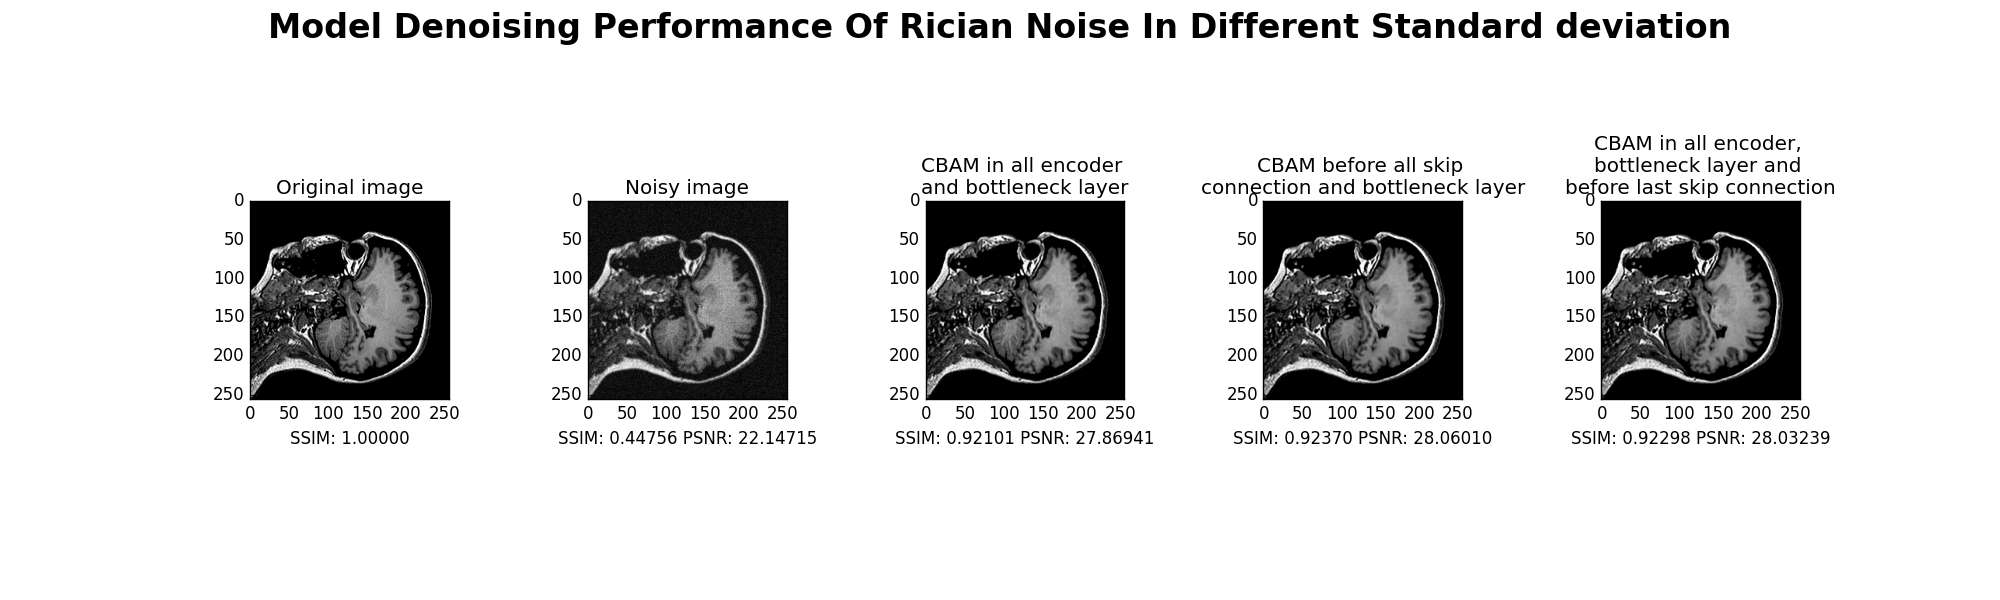 Model Denoising Performance Of Rician Noise In Different Standard deviation
Original image
0
50
100
150
200
250
0 50 100 150 200 250
SSIM: 1.00000
Noisy image
0
50
100
150
200
250
0 50 100 150 200 250
SSIM: 0.44756 PSNR: 22.14715
CBAM in all encoder
and bottleneck layer
0
50
100
150
200
250
0 50 100 150 200 250
SSIM: 0.92101 PSNR: 27.86941
CBAM before all skip
connection and bottleneck layer
0
50
100
150
200
250
0 50 100 150 200 250
SSIM: 0.92370 PSNR: 28.06010
CBAM in all encoder,
bottleneck layer and
before last skip connection
0
50
100
150
200
250
0 50 100 150 200 250
SSIM: 0.92298 PSNR: 28.03239